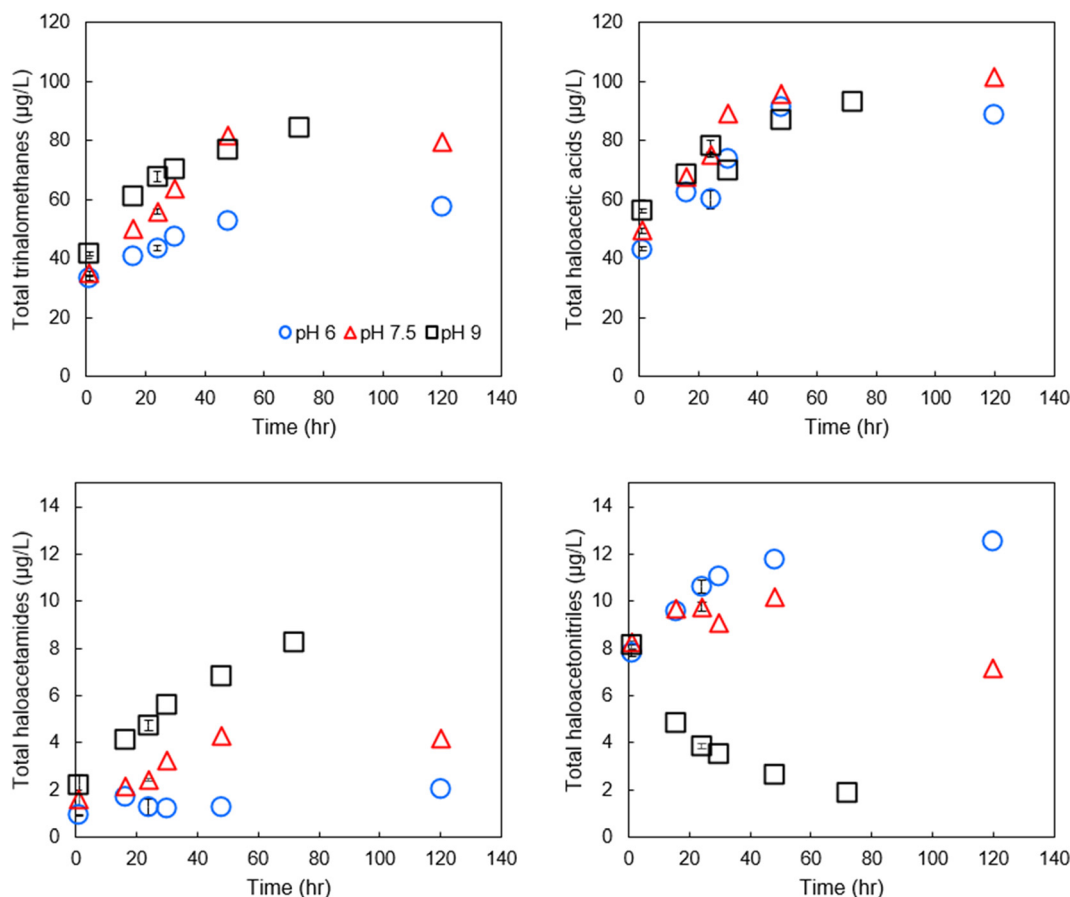 Total trihalomethanes (µg/L)
120
100
80
60
40
20
0
pH 6 pH 7.5 pH 9
0 20 40 60 80 100 120 140
Time (hr)
Total haloacetic acids (µg/L)
120
100
80
60
40
20
0
0 20 40 60 80 100 120 140
Time (hr)
Total haloacetamides (µg/L)
14
12
10
8
6
4
2
0
0 20 40 60 80 100 120 140
Time (hr)
Total haloacetonitriles (µg/L)
14
12
10
8
6
4
2
0
0 20 40 60 80 100 120 140
Time (hr)